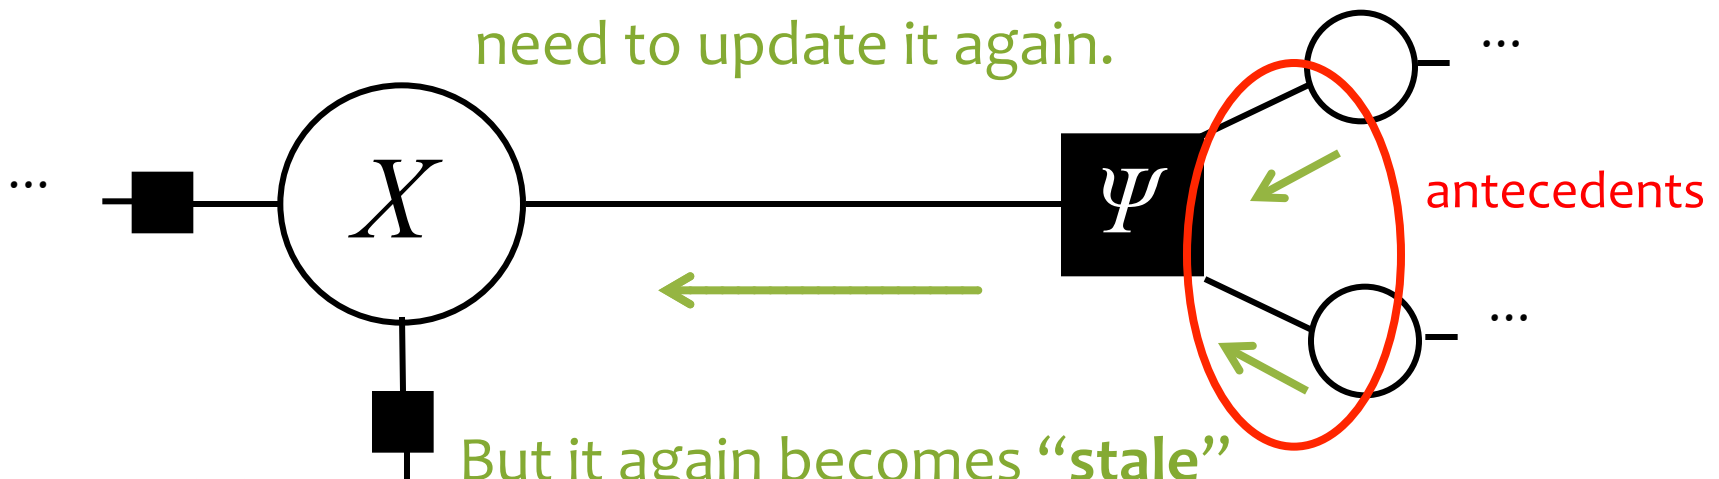 need to update it again.
...
...
X
Ψ
antecedents
...
But it again becomes “stale”